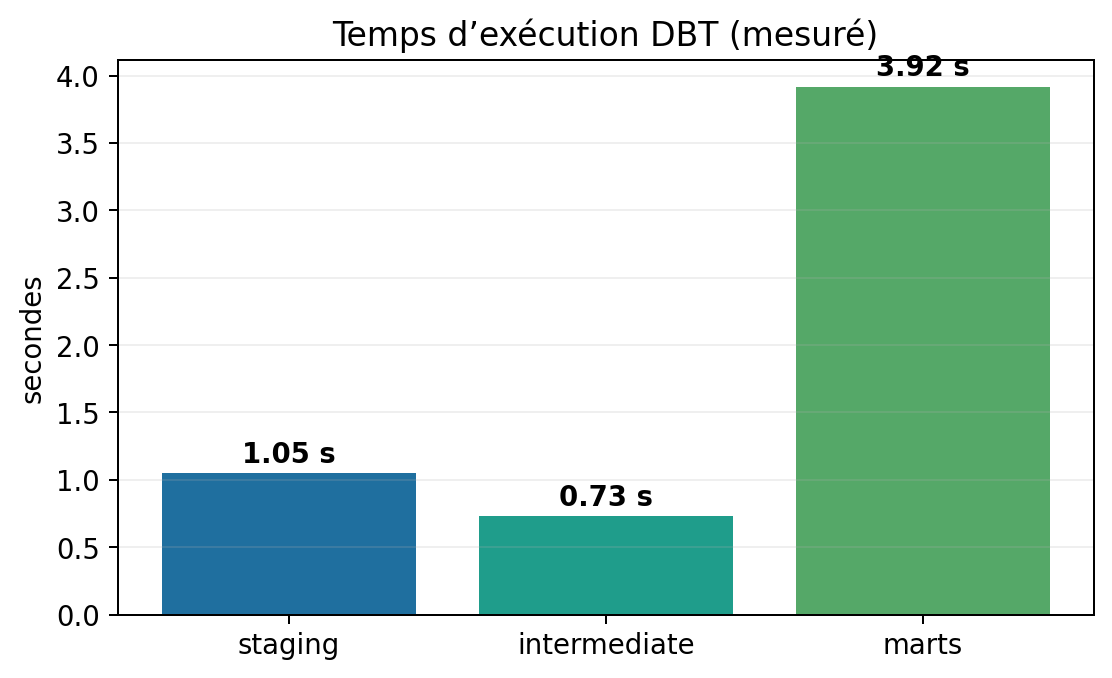 Temps d’exécution DBT (mesuré)
secondes
4.0
3.5
3.0
2.5
2.0
1.5
1.0
0.5
0.0
1.05 s
0.73 s
3.92 s
staging
intermediate
marts